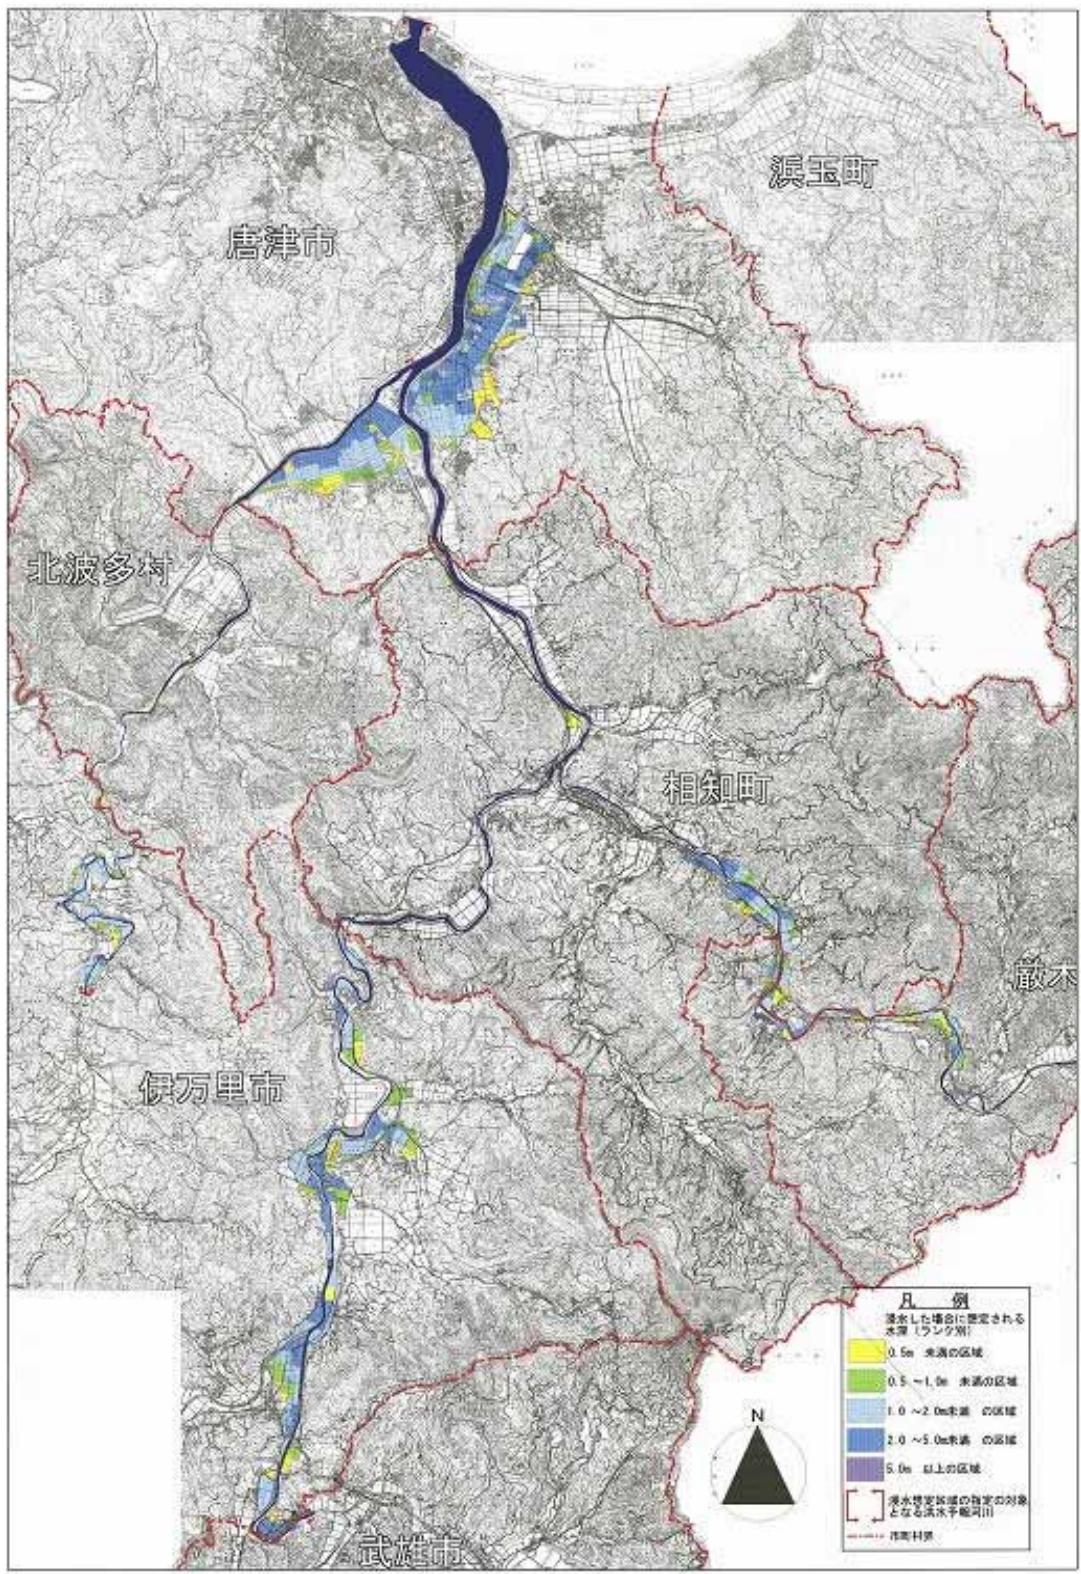 浜玉町
唐津市
北波多村
相知町
厳木
伊万里市
武雄市
N
凡 例
浸水した場合に想定される
水深（ランク別）
0.5m 未満の区域
0.5 ～1.0m 未満の区域
1.0 ～2.0m未満 の区域
2.0 ～5.0m未満 の区域
5.0m 以上の区域
浸水想定区域の指定の対象
となる洪水予報河川
市町村界